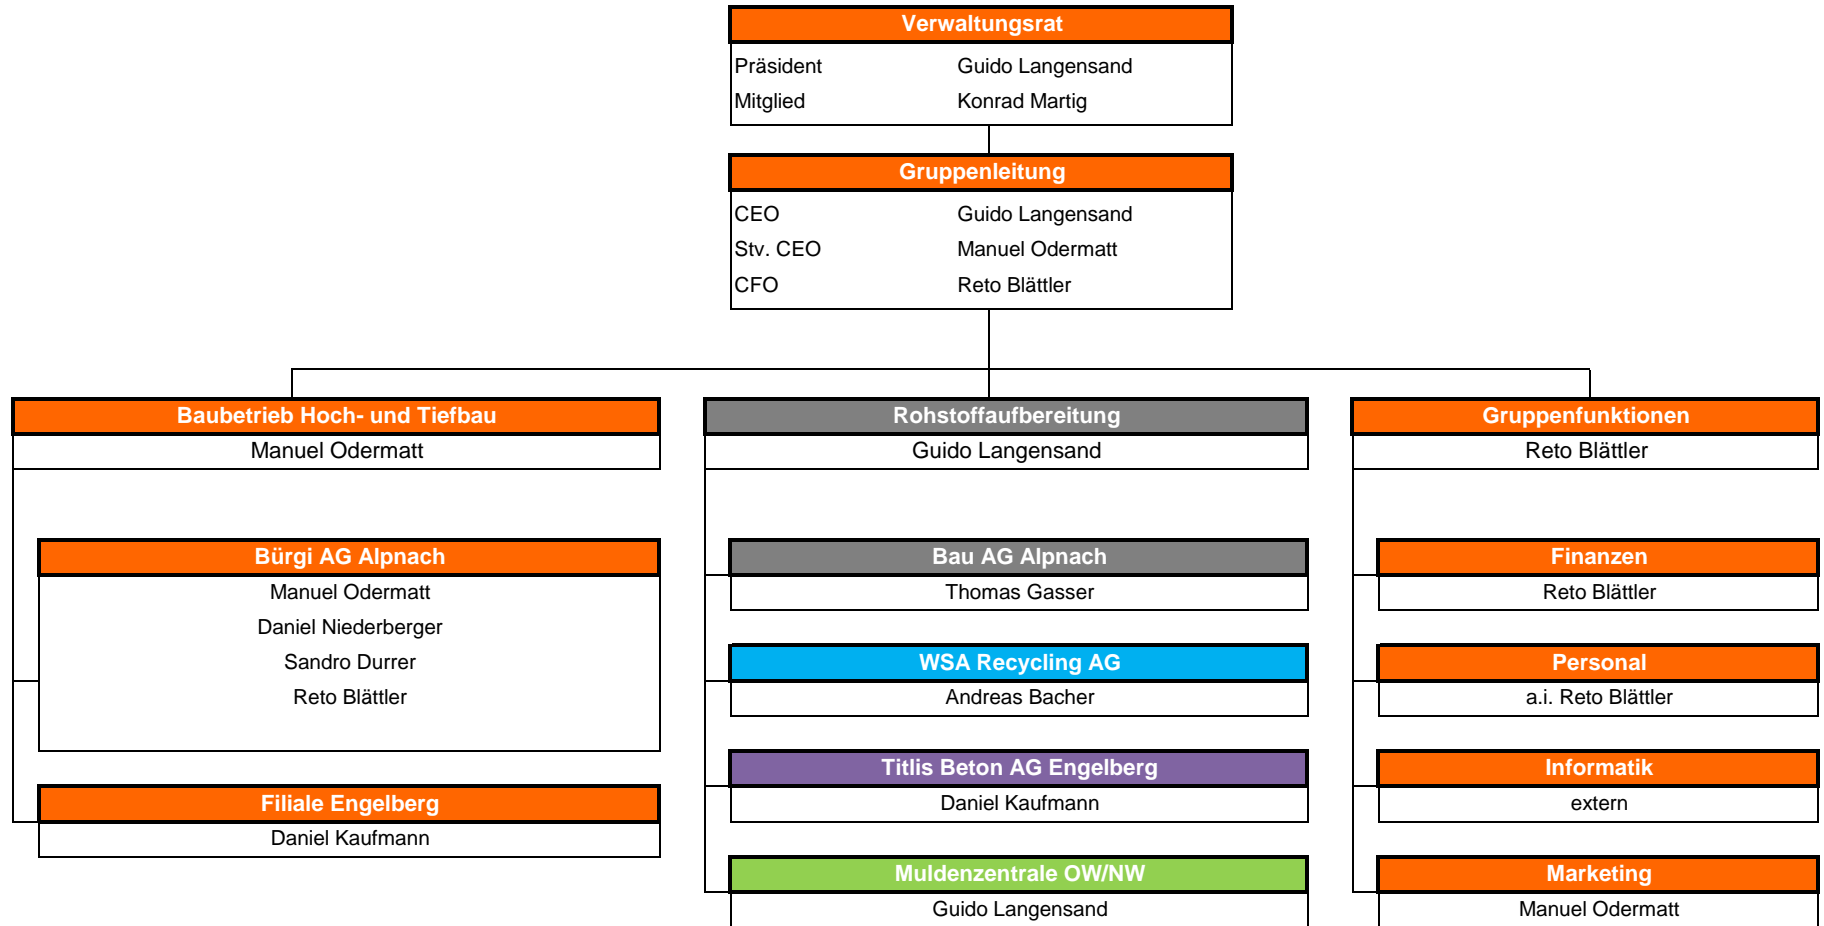 Verwaltungsrat
Präsident Guido Langensand
Mitglied Konrad Martig
Gruppenleitung
CEO Guido Langensand
Stv. CEO Manuel Odermatt
CFO Reto Blättler
Baubetrieb Hoch- und Tiefbau
Manuel Odermatt
Bürgi AG Alpnach
Manuel Odermatt
Daniel Niederberger
Sandro Durrer
Reto Blättler
Filiale Engelberg
Daniel Kaufmann
Rohstoffaufbereitung
Guido Langensand
Bau AG Alpnach
Thomas Gasser
WSA Recycling AG
Andreas Bacher
Titlis Beton AG Engelberg
Daniel Kaufmann
Muldenzentrale OW/NW
Guido Langensand
Gruppenfunktionen
Reto Blättler
Finanzen
Reto Blättler
Personal
a.i. Reto Blättler
Informatik
extern
Marketing
Manuel Odermatt